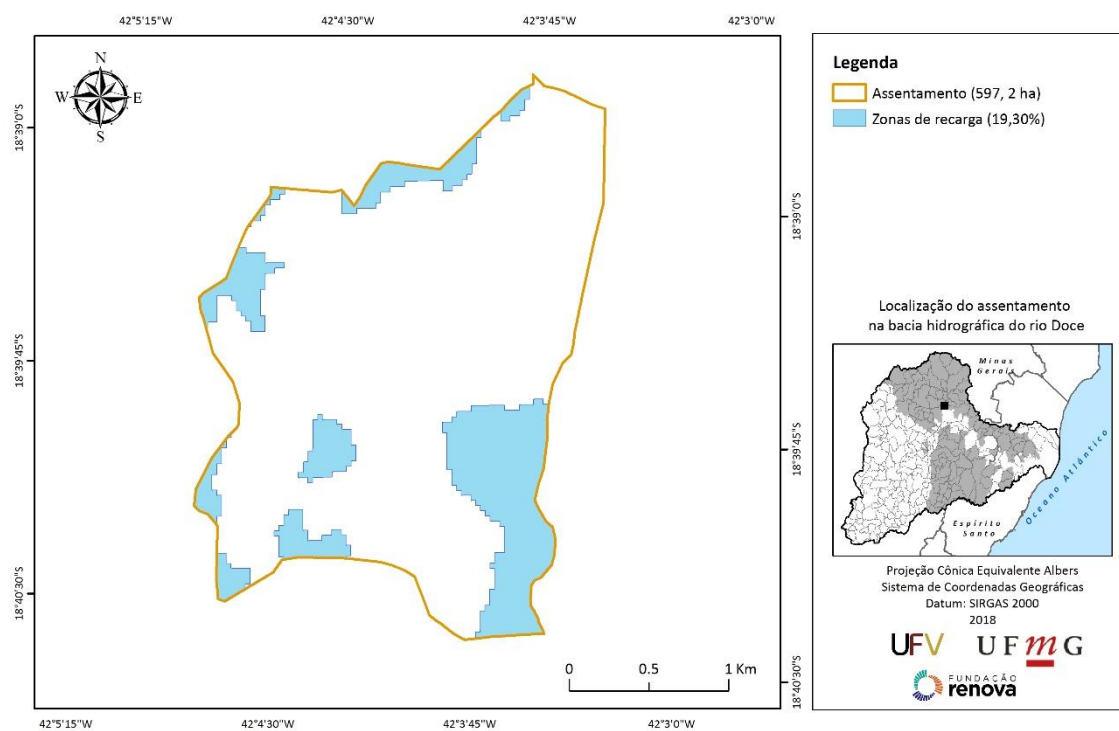 42°5'15"W
42°4'30"W
42°3'45"W
42°3'0"W
N
W
E
S
18°39'0"S
18°39'45"S
18°40'30"S
18°39'0"S
18°39'45"S
18°40'30"S
0
0.5
1 Km
42°5'15"W
42°4'30"W
42°3'45"W
42°3'0"W
Legenda
Assentamento (597, 2 ha)
Zonas de recarga (19,30%)
Localização do assentamento
na bacia hidrográfica do rio Doce
Minas
Gerais
Espírito
Santo
Oceano Atlântico
Projeção Cônica Equivalente Albers
Sistema de Coordenadas Geográficas
Datum: SIRGAS 2000
2018
UFV
UFmG
FUNDAÇÃO
renova